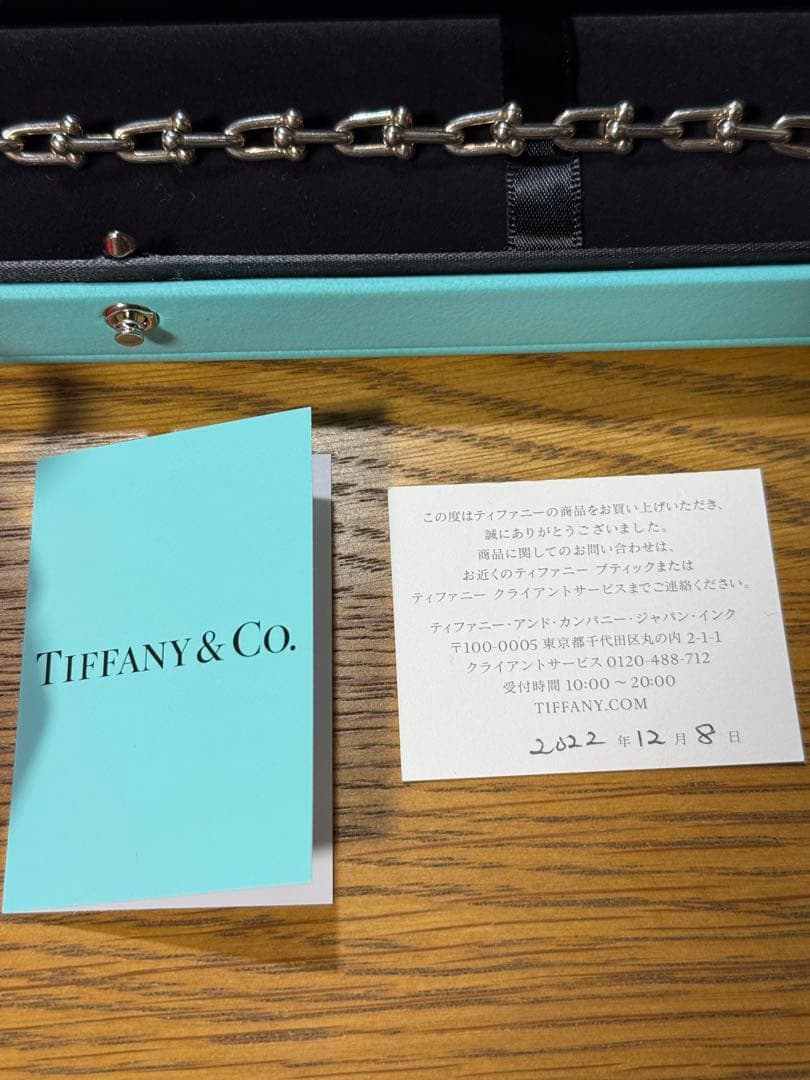 TIFFANY & CO.
この度はティファニーの商品をお買い上げいただき、
誠にありがとうございました。
商品に関してのお問い合わせは、
お近くのティファニー ブティックまたは
ティファニー クライアントサービスまでご連絡ください。
ティファニー・アンド・カンパニー・ジャパン・インク
〒100-0005 東京都千代田区丸の内 2-1-1
クライアントサービス 0120-488-712
受付時間 10:00 ～ 20:00
TIFFANY.COM
2022 年 12 月 8 日